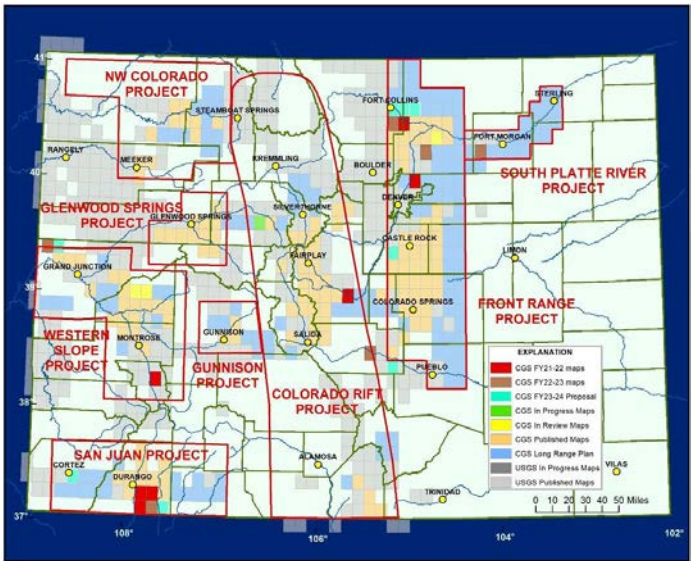 41
NW COLORADO
PROJECT
STEAMBOAT SPRINGS
FORT COLLINS
STERLING
FORT MORGAN
RANGELY
MEEKER
KREMMLING
BOULDER
40
SOUTH PLATTE RIVER
PROJECT
GLENWOOD SPRINGS
PROJECT
GLENWOOD SPRINGS
SILVERTHORNE
DENVER
CASTLE ROCK
GRAND JUNCTION
FAIRPLAY
LIMON
39
COLORADO SPRINGS
FRONT RANGE
PROJECT
WESTERN
SLOPE
PROJECT
MONTROSE
GUNNISON
SALIDA
GUNNISON
PROJECT
PUEBLO
COLORADO RIFT
PROJECT
38°
EXPLANATION
CGS FY21-22 maps
CGS FY22-23 maps
CGS FY23-24 Proposal
CGS In Progress Maps
CGS In Review Maps
CGS Published Maps
CGS Long Range Plan
USGS In Progress Maps
USGS Published Maps
SAN JUAN PROJECT
CORTEZ
DURANGO
ALAMOSA
TRINIDAD
VILAS
0 10 20 30 40 50 Miles
37°
108°
106°
104°
102°